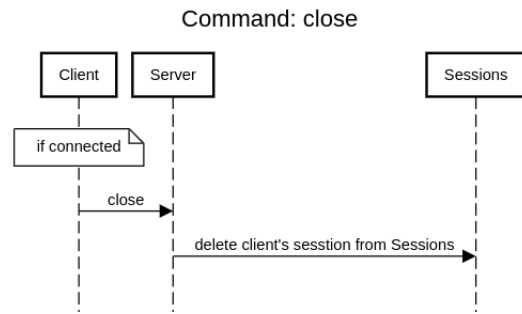 Command: close
Client
Server
Sessions
if connected
close
delete client's sesstion from Sessions